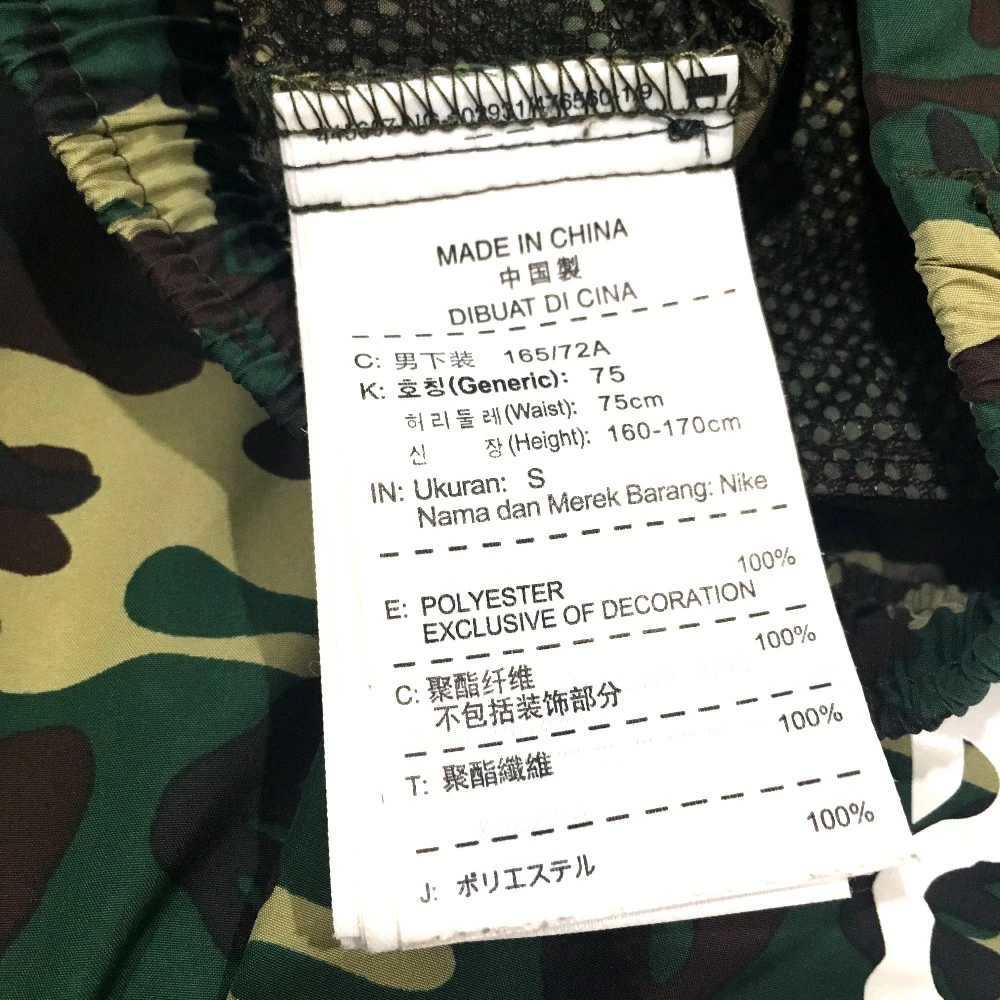 MADE IN CHINA
中国製
DIBUAT DI CINA
C: 男下装 165/72A
K: 호칭(Generic): 75
허리둘레(Waist): 75cm
신 장(Height): 160-170cm
IN: Ukuran: S
Nama dan Merek Barang: Nike
100%
E: POLYESTER
EXCLUSIVE OF DECORATION
100%
C: 聚酯纤维
不包括装饰部分
100%
T: 聚酯纖維
100%
J: ポリエステル